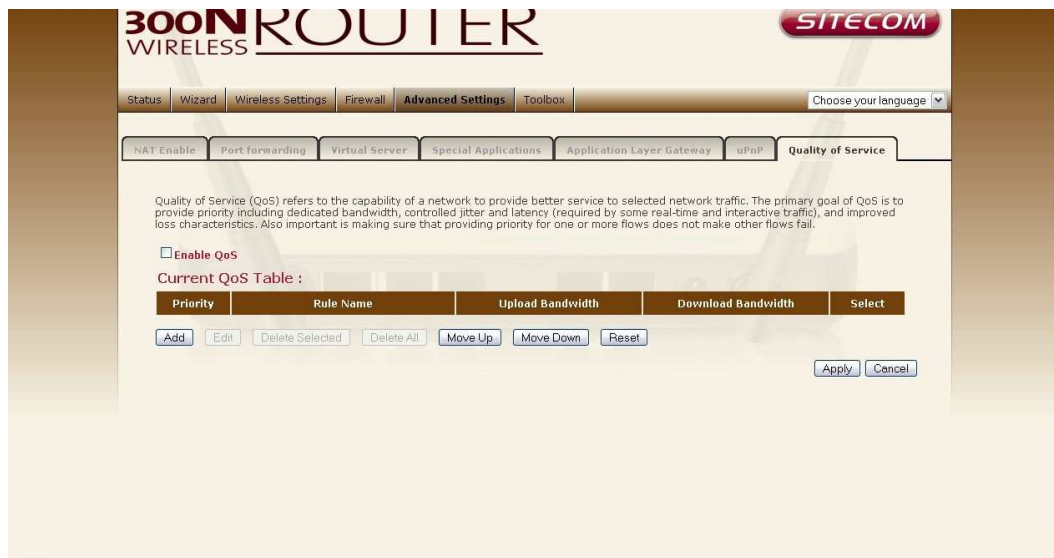 300N ROUTER
WIRELESS
SITECOM
Status Wizard Wireless Settings Firewall Advanced Settings Toolbox Choose your language
NAT Enable Port forwarding Virtual Server Special Applications Application Layer Gateway uPnP Quality of Service
Quality of Service (QoS) refers to the capability of a network to provide better service to selected network traffic. The primary goal of QoS is to
provide priority including dedicated bandwidth, controlled jitter and latency (required by some real-time and interactive traffic), and improved
loss characteristics. Also important is making sure that providing priority for one or more flows does not make other flows fail.
Enable QoS
Current QoS Table :
Priority Rule Name Upload Bandwidth Download Bandwidth Select
Add Edit Delete Selected Delete All Move Up Move Down Reset
Apply Cancel